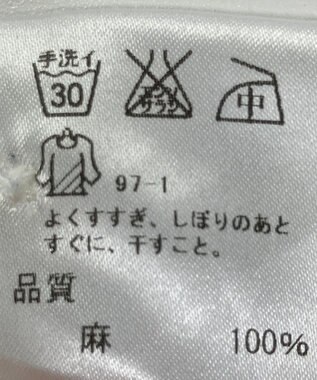 手洗イ
30
エンソ
サラシ
中
97-1
よくすすぎ、しぼりのあと
すぐに、干すこと。
品質
麻 100%